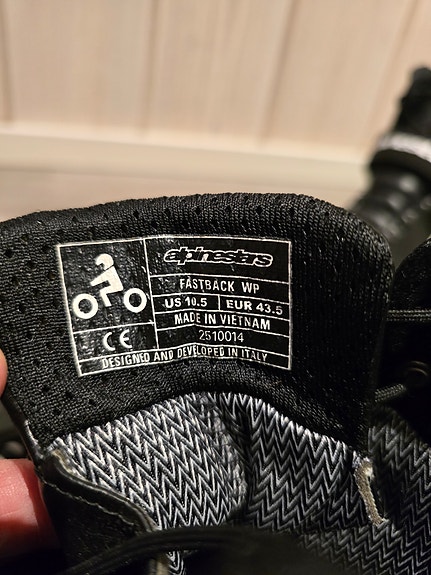 alpinestars
FASTBACK WP
US 10.5 EUR 43.5
MADE IN VIETNAM
CE 2510014
DESIGNED AND DEVELOPED IN ITALY